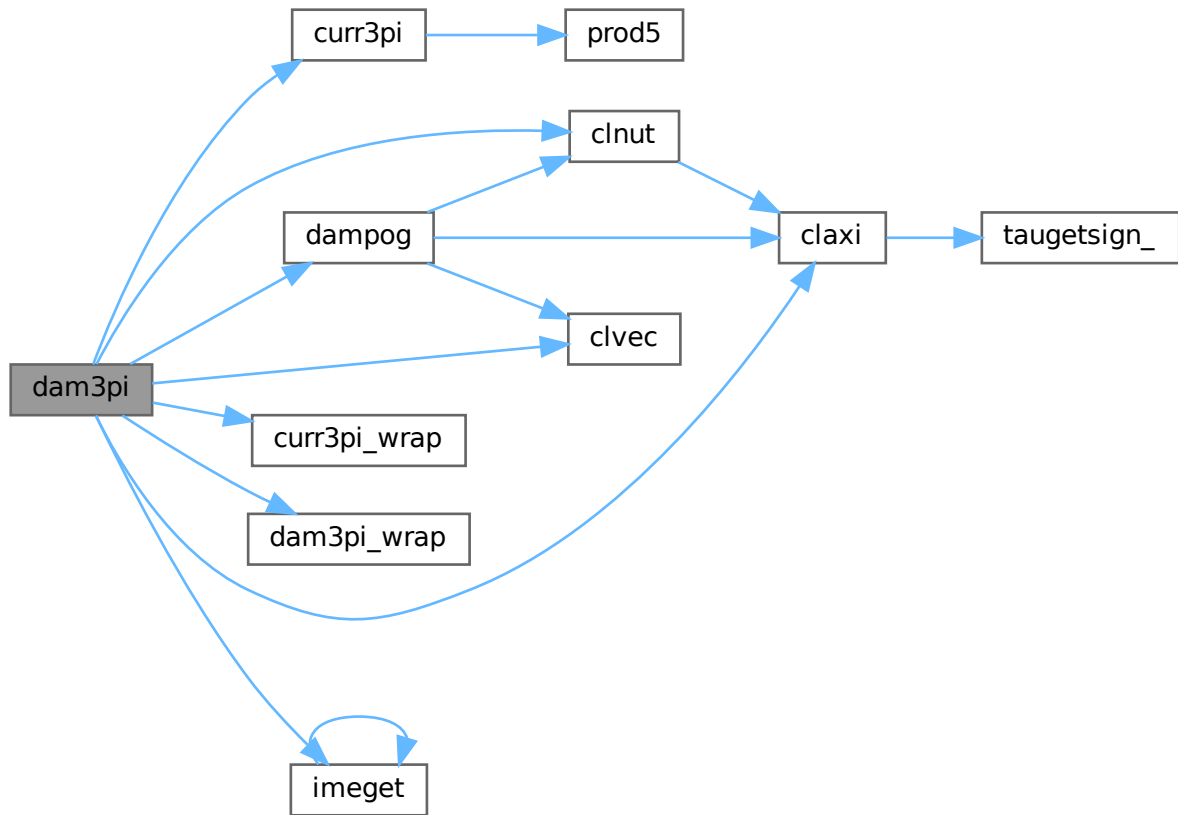 curr3pi
prod5
clnut
dampog
claxi
taugetsign_
clvec
dam3pi
curr3pi_wrap
dam3pi_wrap
imeget